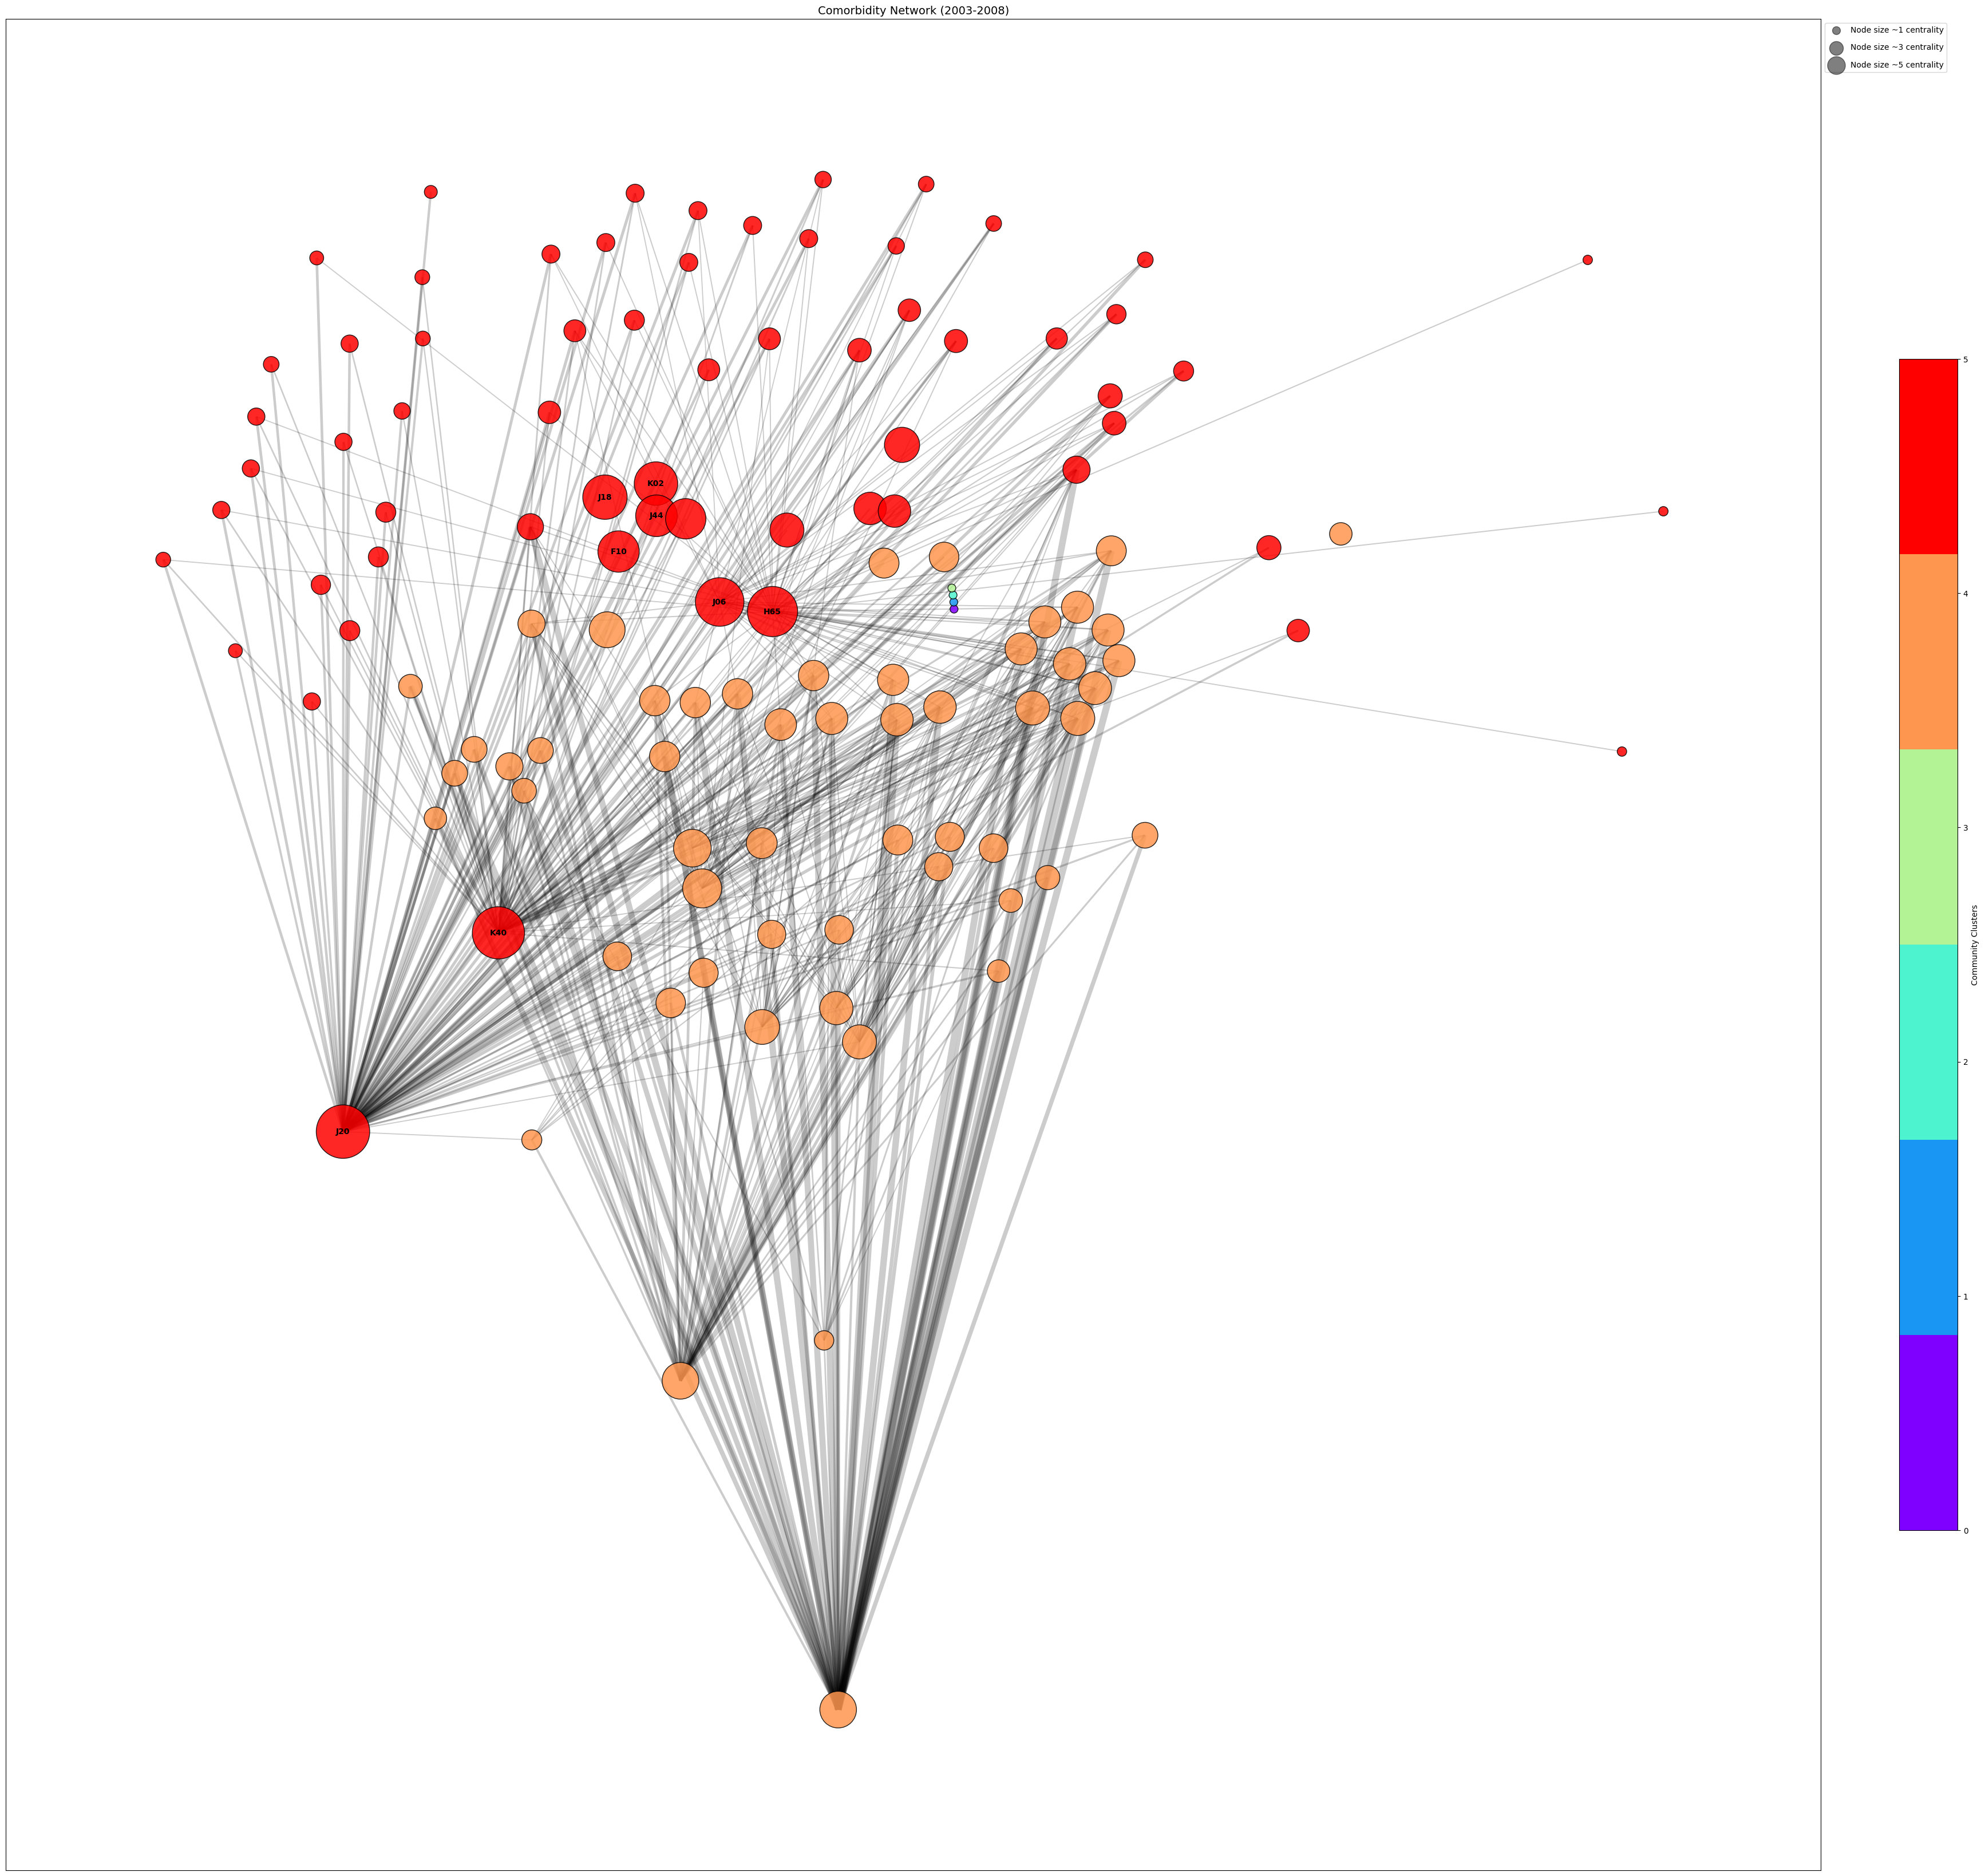 Comorbidity Network (2003-2008)
Node size ~1 centrality
Node size ~3 centrality
Node size ~5 centrality
K02
J18
J44
F10
J06
H65
K40
J20
5
4
3
2
1
0
Community Clusters